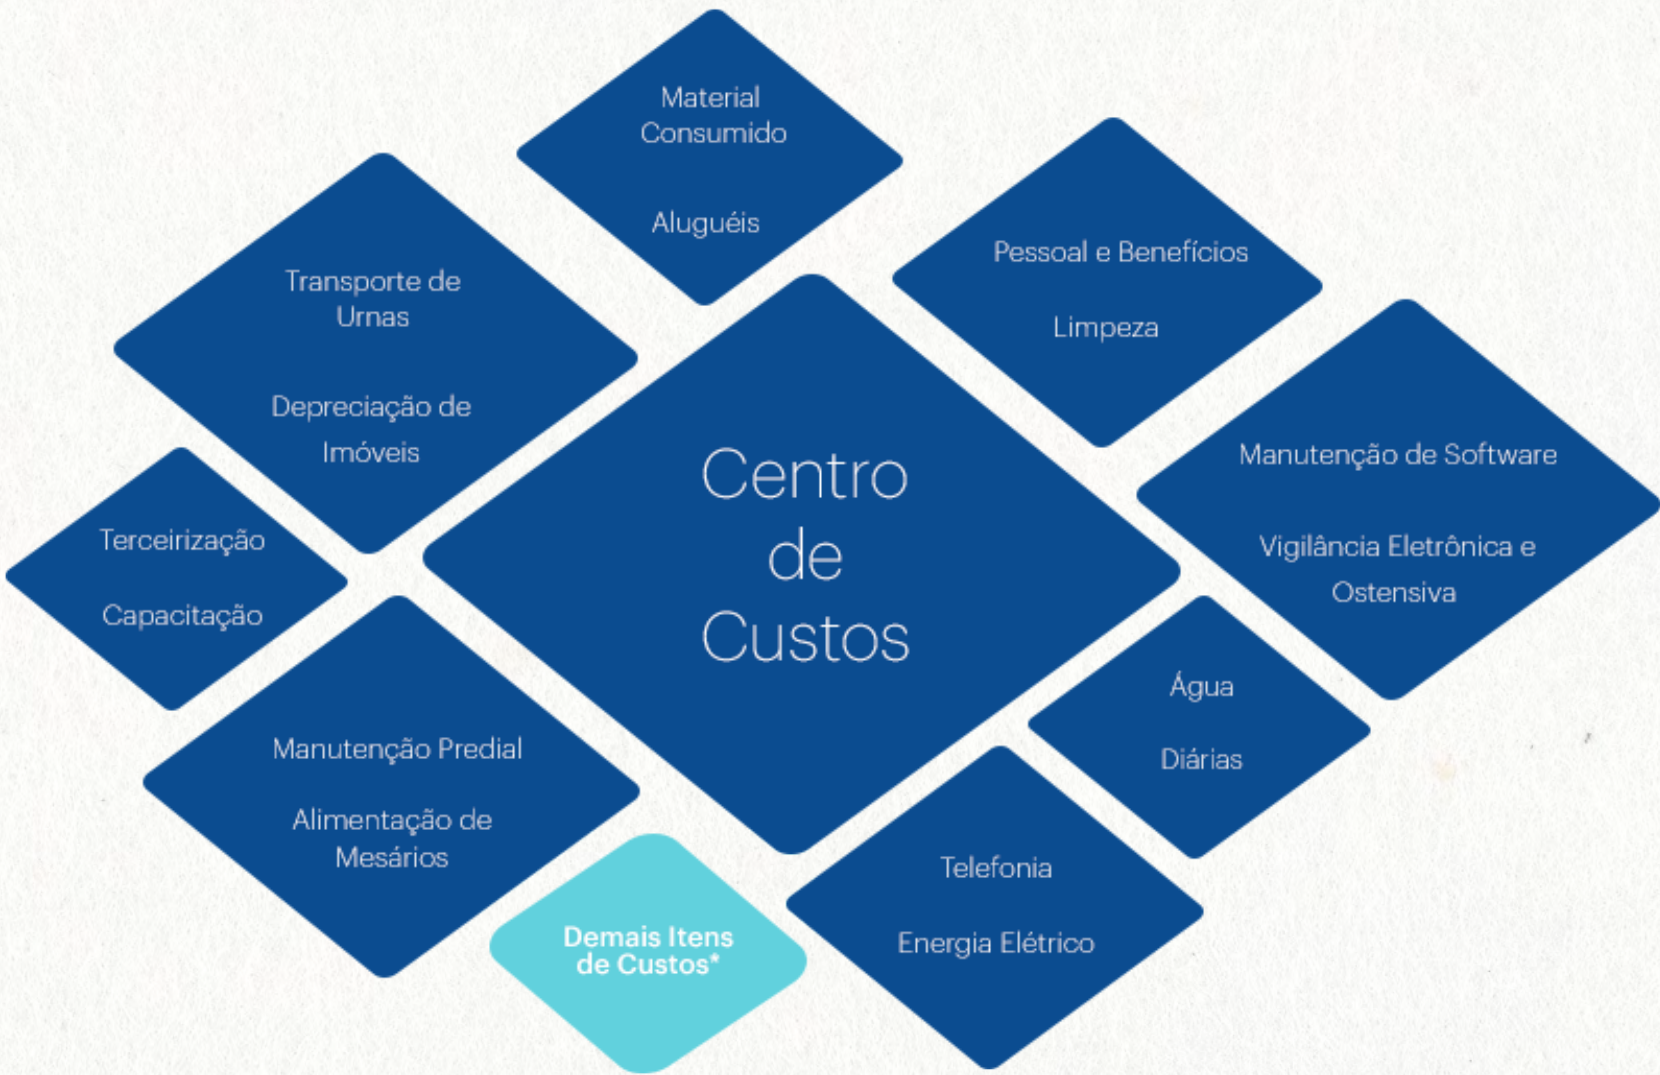 Material
Consumido
Aluguéis
Pessoal e Benefícios
Limpeza
Transporte de
Urnas
Depreciação de
Imóveis
Manutenção de Software
Vigilância Eletrônica e
Ostensiva
Centro
de
Custos
Terceirização
Capacitação
Água
Diárias
Manutenção Predial
Alimentação de
Mesários
Telefonia
Energia Elétrico
Demais Itens
de Custos*